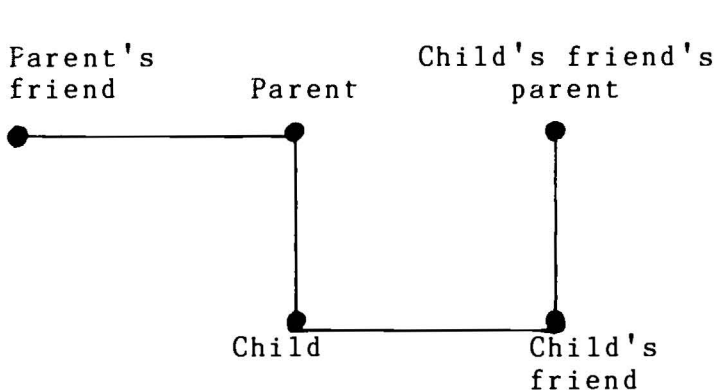 Parent's
friend
Parent
Child's friend's
parent
Child
Child's
friend